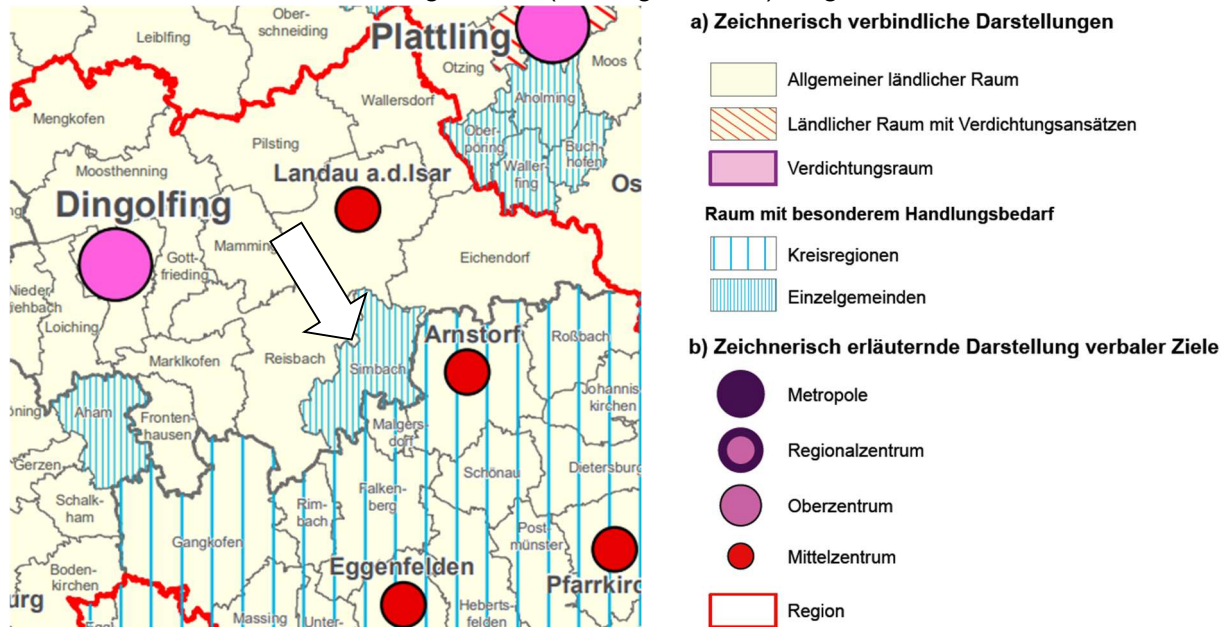 Ober-
schneiding
Leiblfing
Plattling
Otzing
Moos
Wallersdorf
Aholming
Mengkofen
Ober-
pöring
Pilsting
Buch-
hofen
Waller-
fing
Moosthenning
Landau a.d.Isar
Os
Dingolfing
Mamming
Gott-
frieding
Eichendorf
Nieder-
Loiching
Arnstorf
Roßbach
Reisbach
Marklkofen
Simbach
Johannis-
kirchen
Aham
Fronten-
hausen
Malgers-
dorf
Gerzen
Schönau
Dietersburg
Schalk-
ham
Falken-
berg
Rim-
bach
Post-
münster
Gangkofen
Boden-
kirchen
Eggenfelden
Pfarrkirc
urg
Massing
Unter-
Heberts-
felden
a) Zeichnerisch verbindliche Darstellungen
Allgemeiner ländlicher Raum
Ländlicher Raum mit Verdichtungsansätzen
Verdichtungsraum
Raum mit besonderem Handlungsbedarf
Kreisregionen
Einzelgemeinden
b) Zeichnerisch erläuternde Darstellung verbaler Ziele
Metropole
Regionalzentrum
Oberzentrum
Mittelzentrum
Region